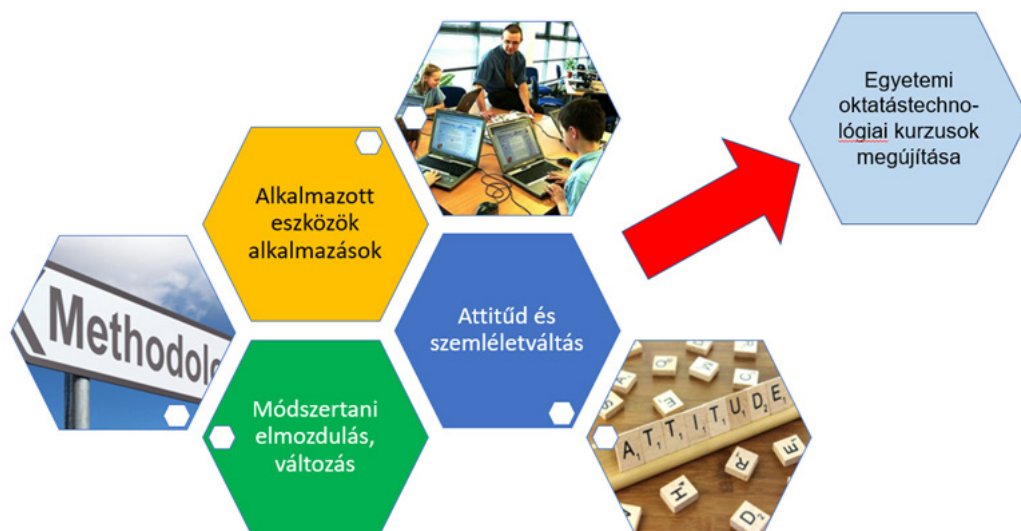 Egyetemi
oktatástechno-
lógiai kurzusok
megújítása
Alkalmazott
eszközök
alkalmazások
Methodolo
Attitűd és
szemléletváltás
Módszertani
elmozdulás,
változás
ATTITUDE